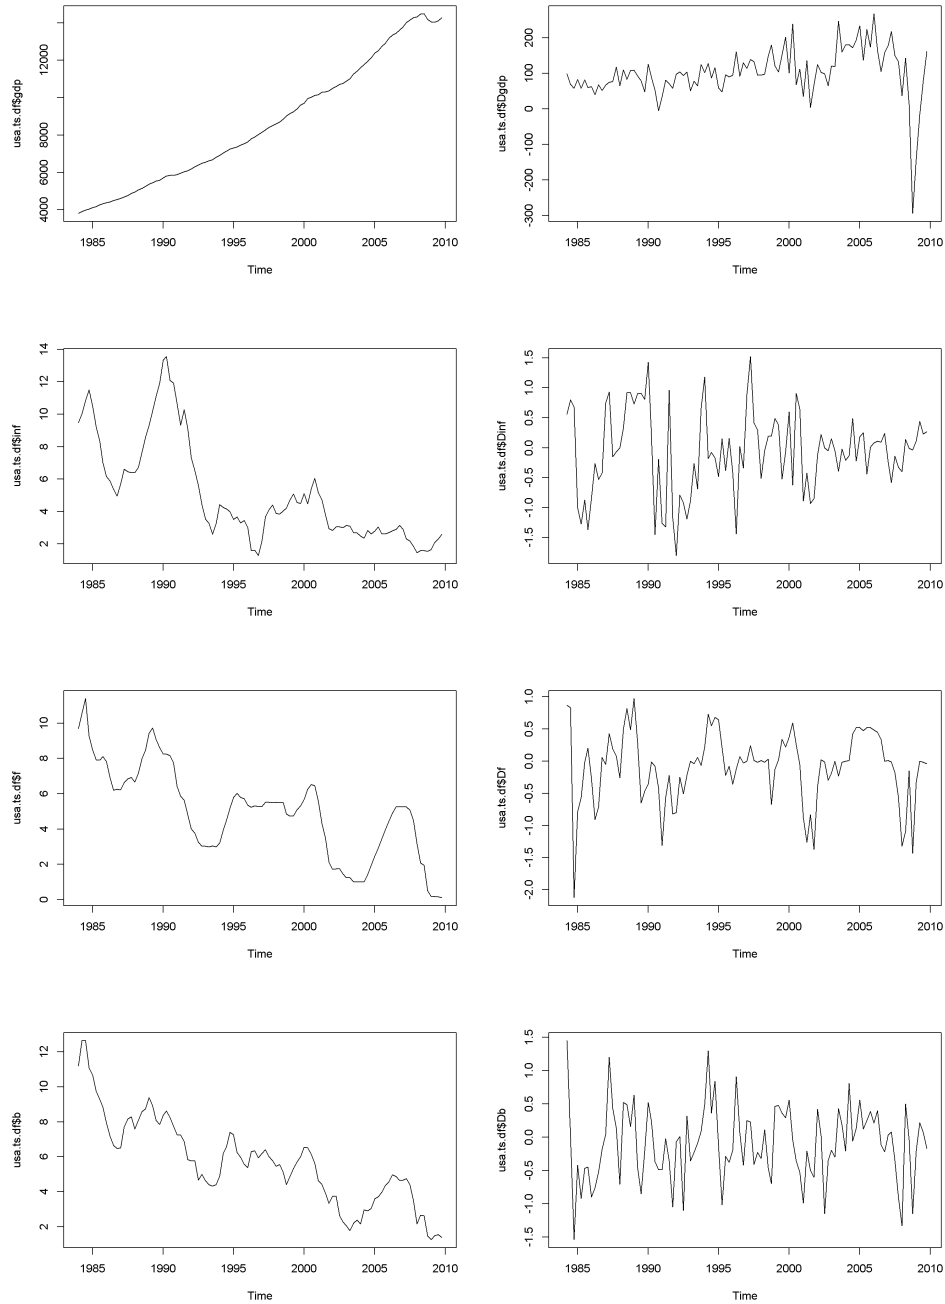 usa.ts.df$gdp
4000 6000 8000 12000
1985 1990 1995 2000 2005 2010
Time
usa.ts.df$Dgdp
-300 -200 -100 0 100 200
1985 1990 1995 2000 2005 2010
Time
usa.ts.df$inf
2 4 6 8 10 12 14
1985 1990 1995 2000 2005 2010
Time
usa.ts.df$Dinf
-1.5 -1.0 -0.5 0.0 0.5 1.0 1.5
1985 1990 1995 2000 2005 2010
Time
usa.ts.df$f
0 2 4 6 8 10
1985 1990 1995 2000 2005 2010
Time
usa.ts.df$Df
-2.0 -1.5 -1.0 -0.5 0.0 0.5 1.0
1985 1990 1995 2000 2005 2010
Time
usa.ts.df$b
2 4 6 8 10 12
1985 1990 1995 2000 2005 2010
Time
usa.ts.df$Db
-1.5 -1.0 -0.5 0.0 0.5 1.0 1.5
1985 1990 1995 2000 2005 2010
Time